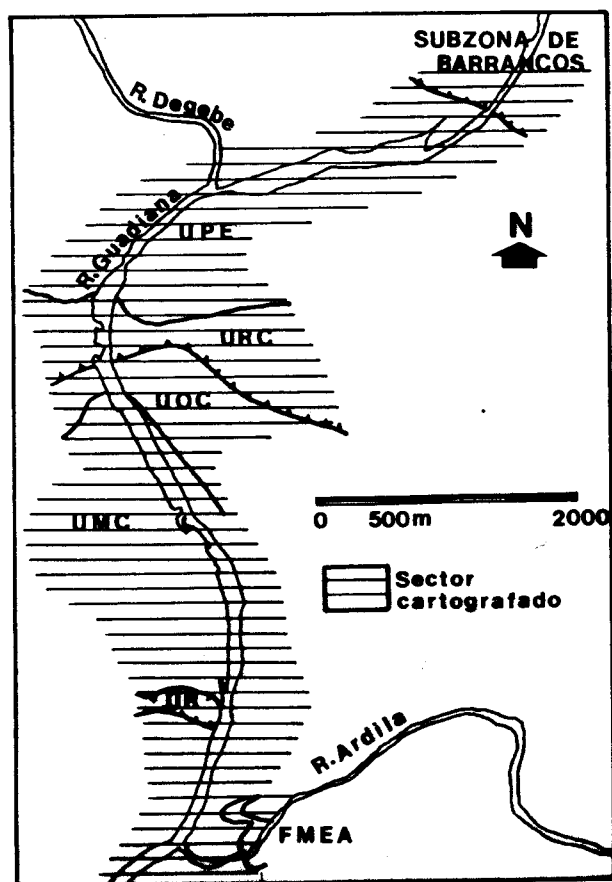 SUBZONA DE
BARRANCOS
R. Degebe
R. Guadiana
UPE
N
URC
UOC
UMC
0 500m 2000
Sector
cartografado
R. Ardila
FMEA